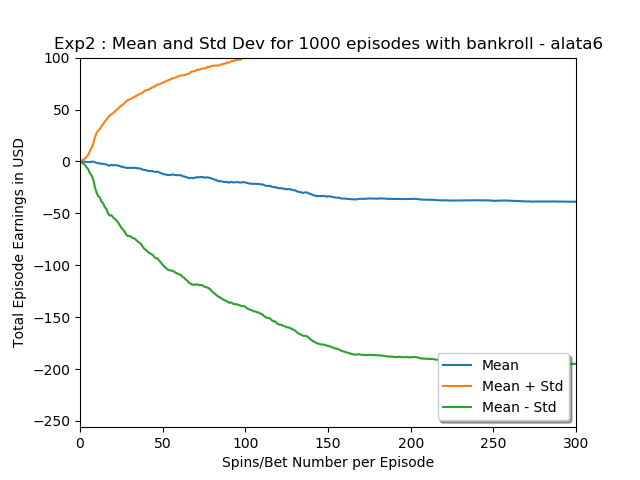 Exp2 : Mean and Std Dev for 1000 episodes with bankroll - alata6
Total Episode Earnings in USD
100
50
0
−50
−100
−150
−200
−250
Mean
Mean + Std
Mean - Std
0 50 100 150 200 250 300
Spins/Bet Number per Episode